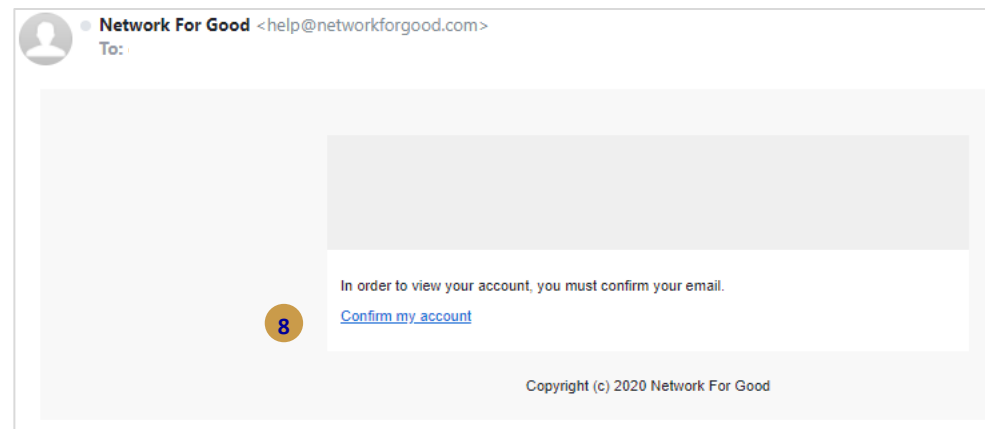 Network For Good <help@networkforgood.com>
To:
In order to view your account, you must confirm your email.
8
Confirm my account
Copyright (c) 2020 Network For Good